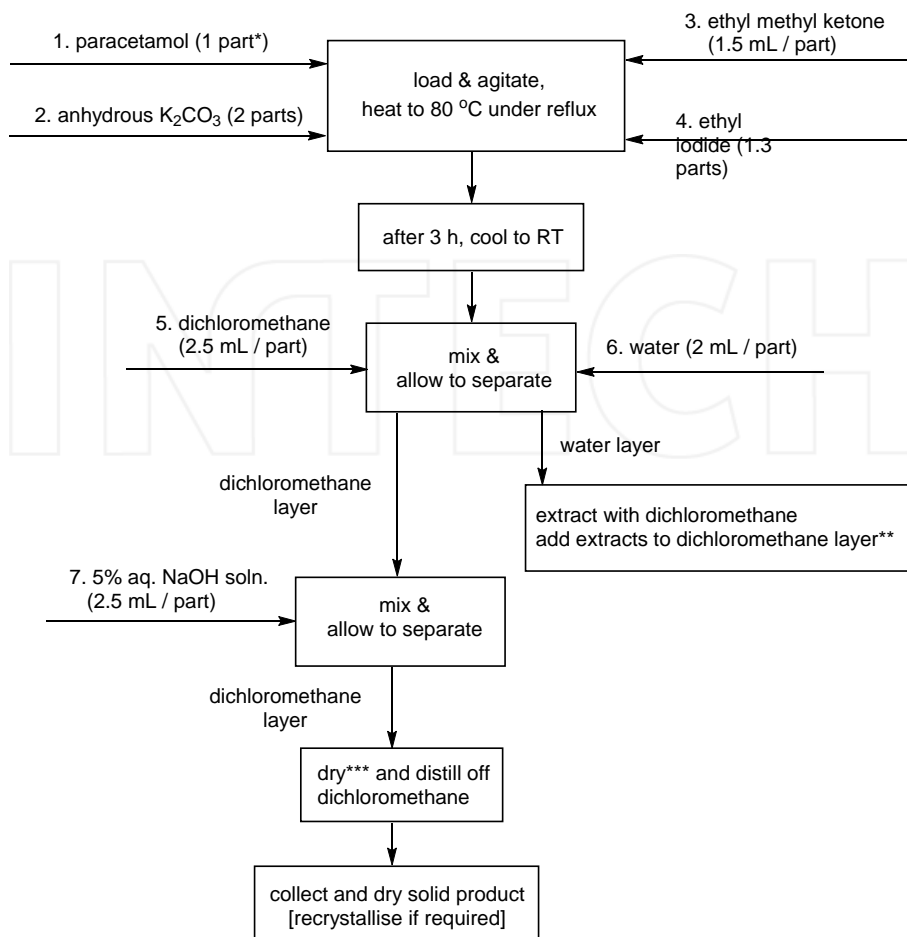 1. paracetamol (1 part*)
3. ethyl methyl ketone
(1.5 mL / part)
load & agitate,
heat to 80 °C under reflux
2. anhydrous K₂CO₃ (2 parts)
4. ethyl
iodide (1.3
parts)
after 3 h, cool to RT
5. dichloromethane
(2.5 mL / part)
mix &
allow to separate
6. water (2 mL / part)
water layer
dichloromethane
layer
extract with dichloromethane
add extracts to dichloromethane layer**
7. 5% aq. NaOH soln.
(2.5 mL / part)
mix &
allow to separate
dichloromethane
layer
dry*** and distill off
dichloromethane
collect and dry solid product
[recrystallise if required]
INTECH